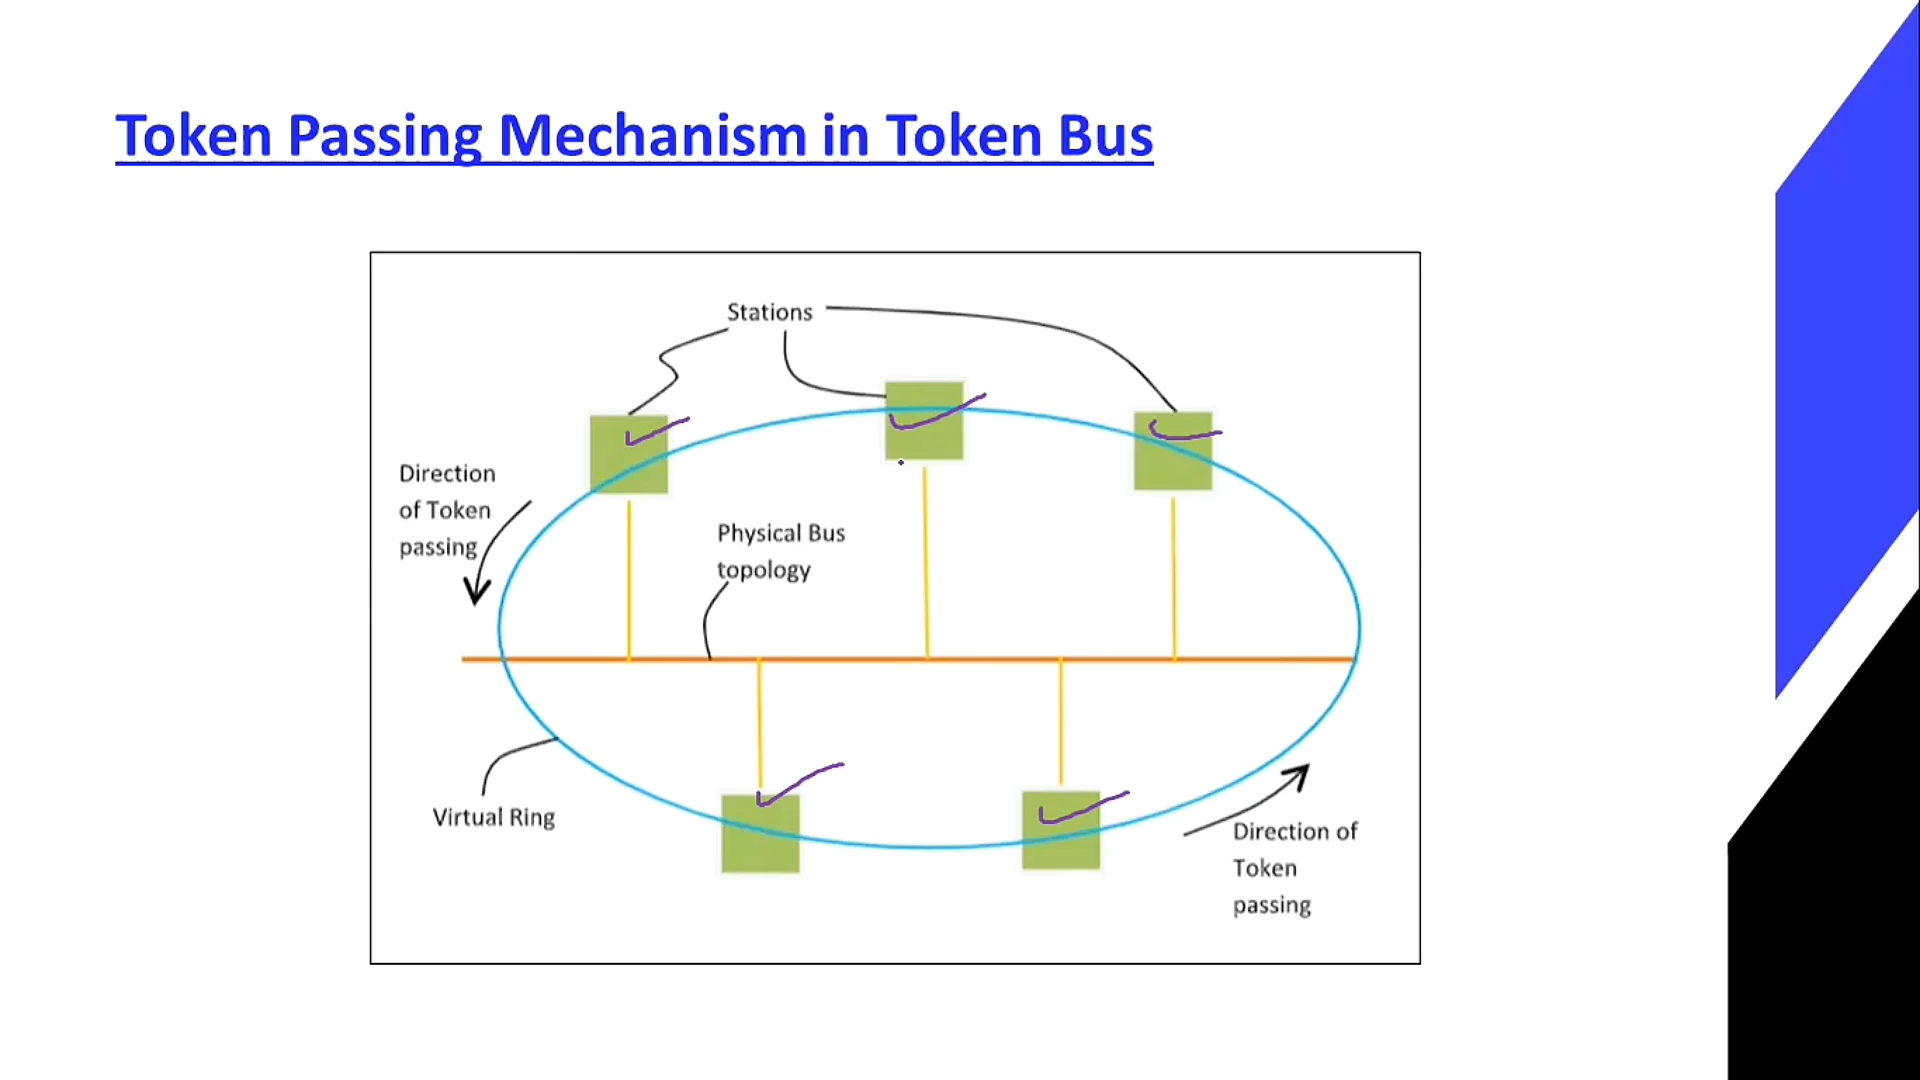 Token Passing Mechanism in Token Bus
Stations
Direction
of Token
passing
Physical Bus
topology
Virtual Ring
Direction of
Token
passing